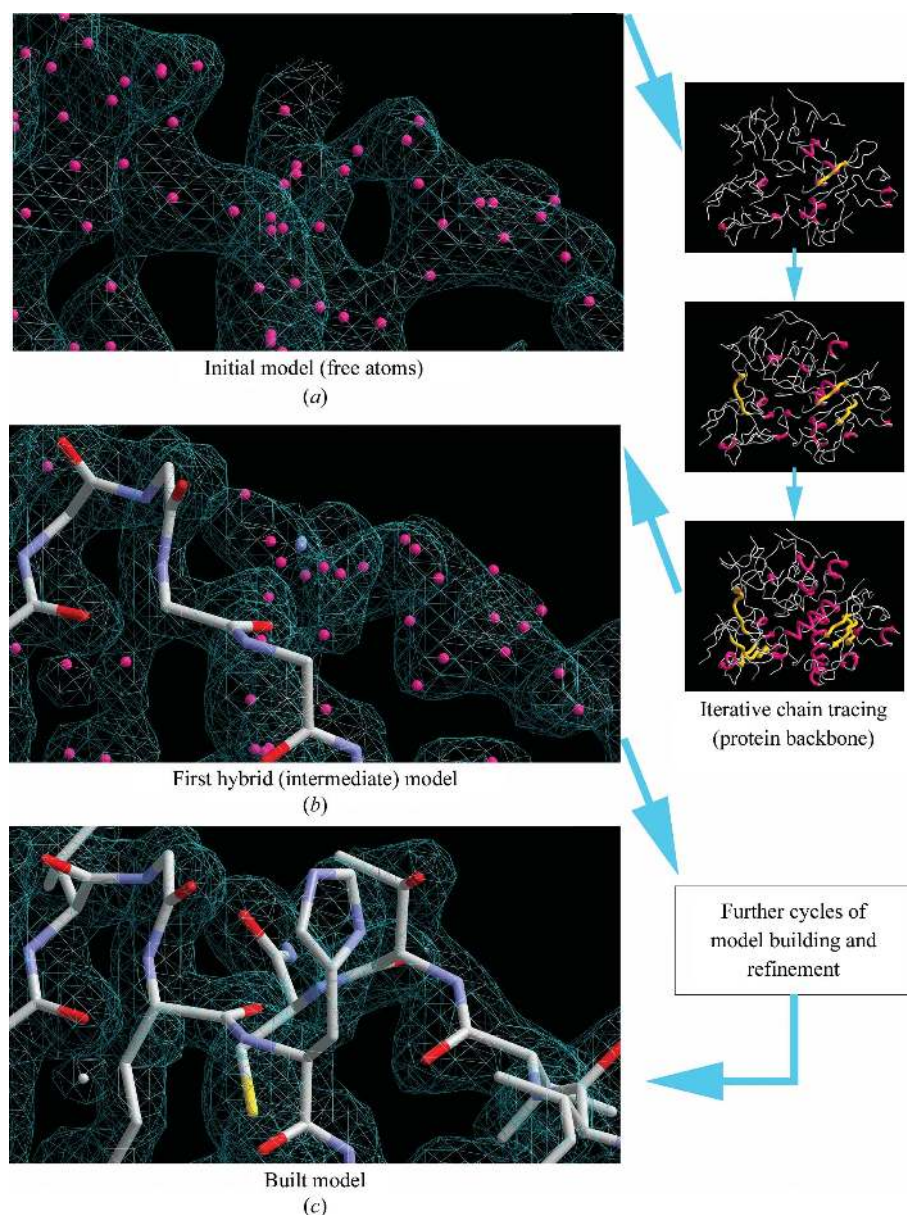 Initial model (free atoms)
(a)
Iterative chain tracing
(protein backbone)
First hybrid (intermediate) model
(b)
Further cycles of
model building and
refinement
Built model
(c)